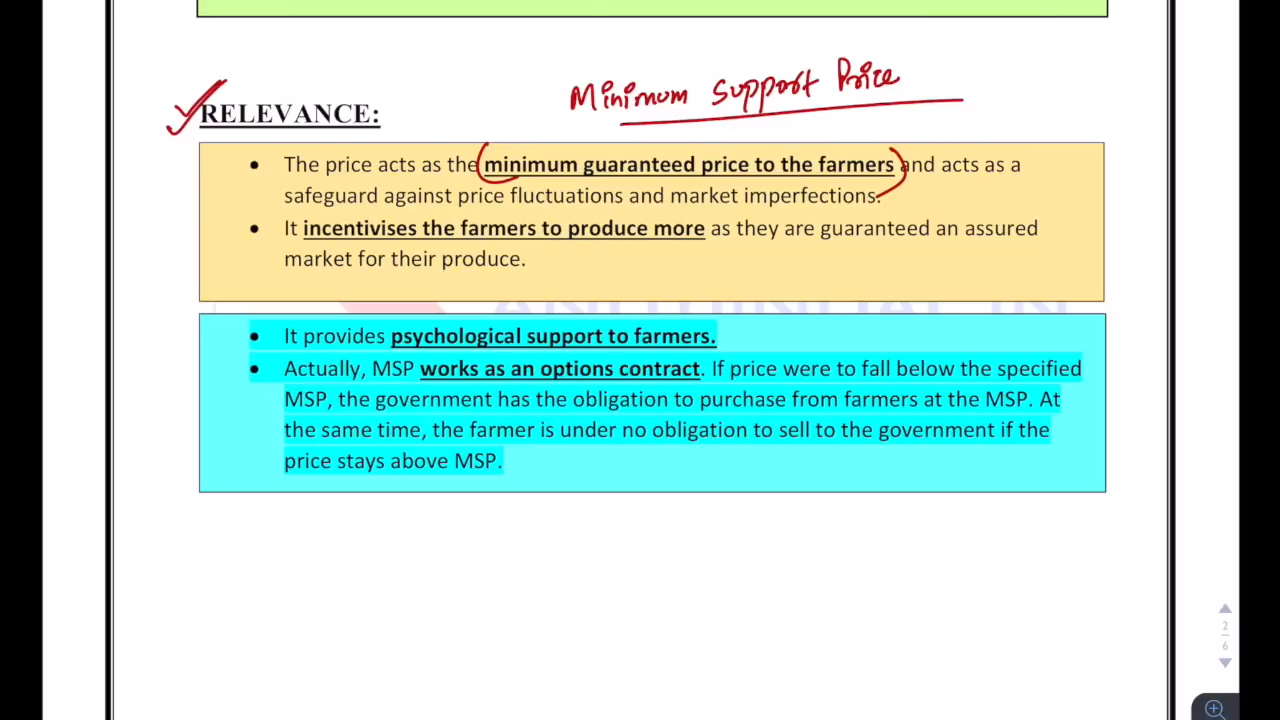 Minimum Support Price
RELEVANCE:
• The price acts as the minimum guaranteed price to the farmers and acts as a
safeguard against price fluctuations and market imperfections.
• It incentivises the farmers to produce more as they are guaranteed an assured
market for their produce.
• It provides psychological support to farmers.
• Actually, MSP works as an options contract. If price were to fall below the specified
MSP, the government has the obligation to purchase from farmers at the MSP. At
the same time, the farmer is under no obligation to sell to the government if the
price stays above MSP.
2
6